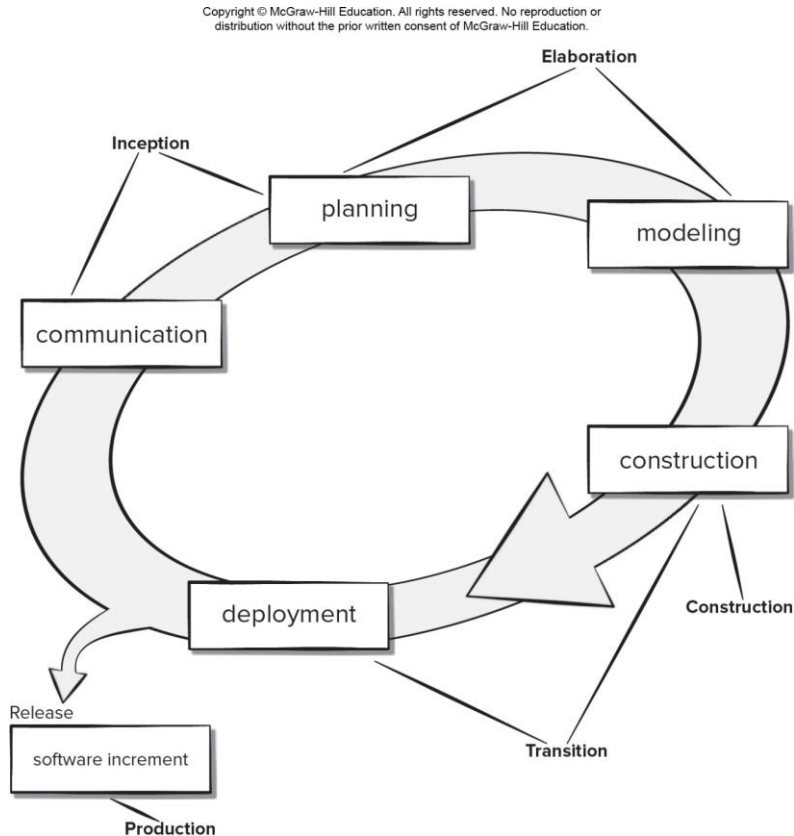 Copyright © McGraw-Hill Education. All rights reserved. No reproduction or
distribution without the prior written consent of McGraw-Hill Education.
Elaboration
Inception
planning
modeling
communication
construction
deployment
Construction
Release
software increment
Transition
Production